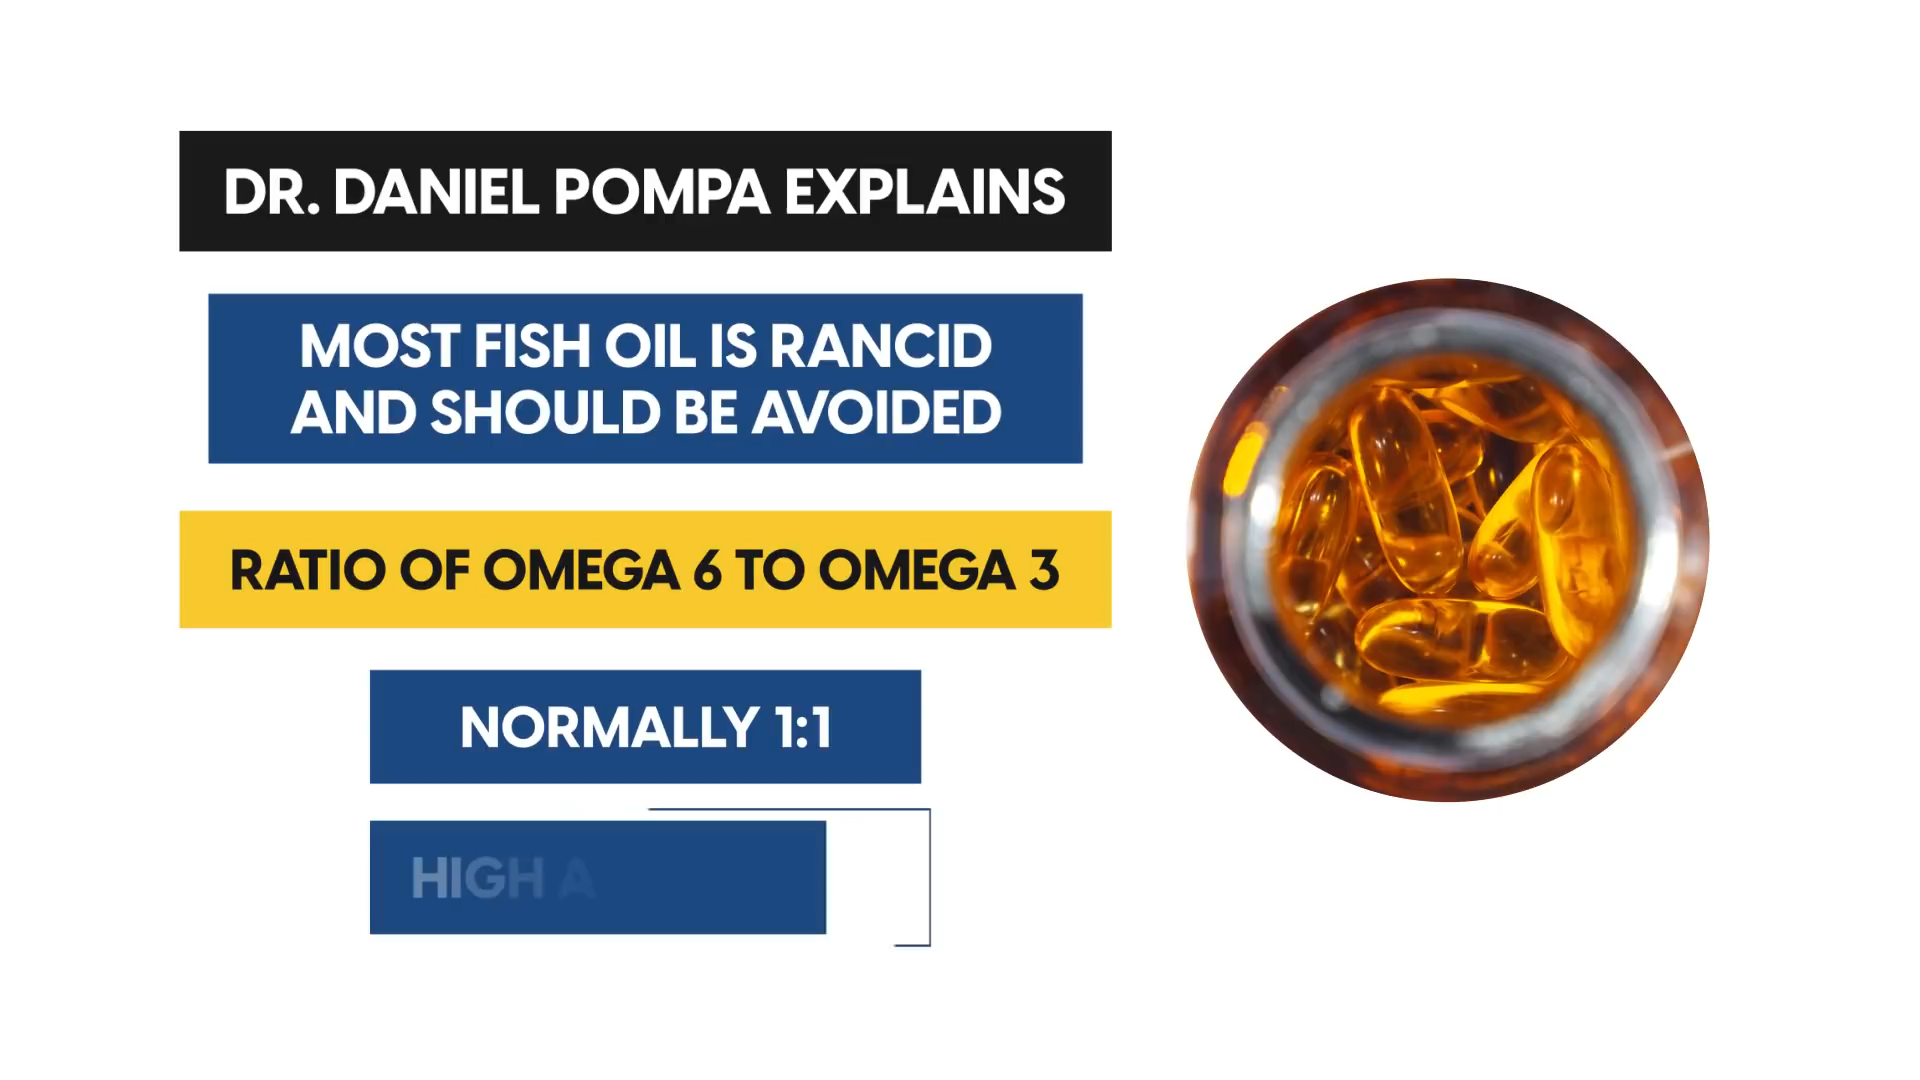 DR. DANIEL POMPA EXPLAINS
MOST FISH OIL IS RANCID
AND SHOULD BE AVOIDED
RATIO OF OMEGA 6 TO OMEGA 3
NORMALLY 1:1
HIGH A